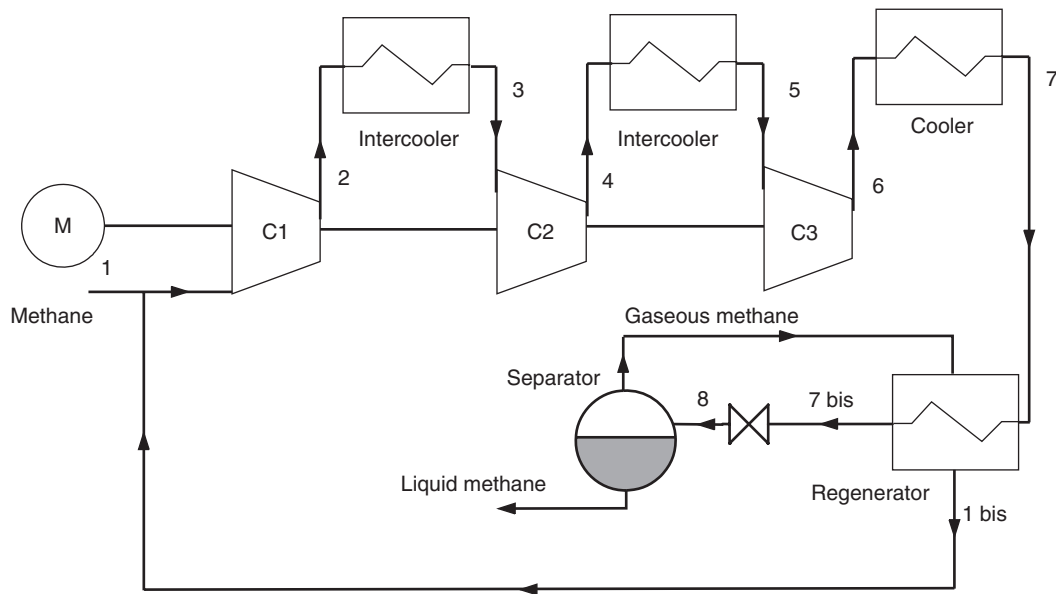 3
5
7
Intercooler
Intercooler
Cooler
2
4
6
M
C1
C2
C3
1
Methane
Gaseous methane
Separator
8
7 bis
Liquid methane
Regenerator
1 bis